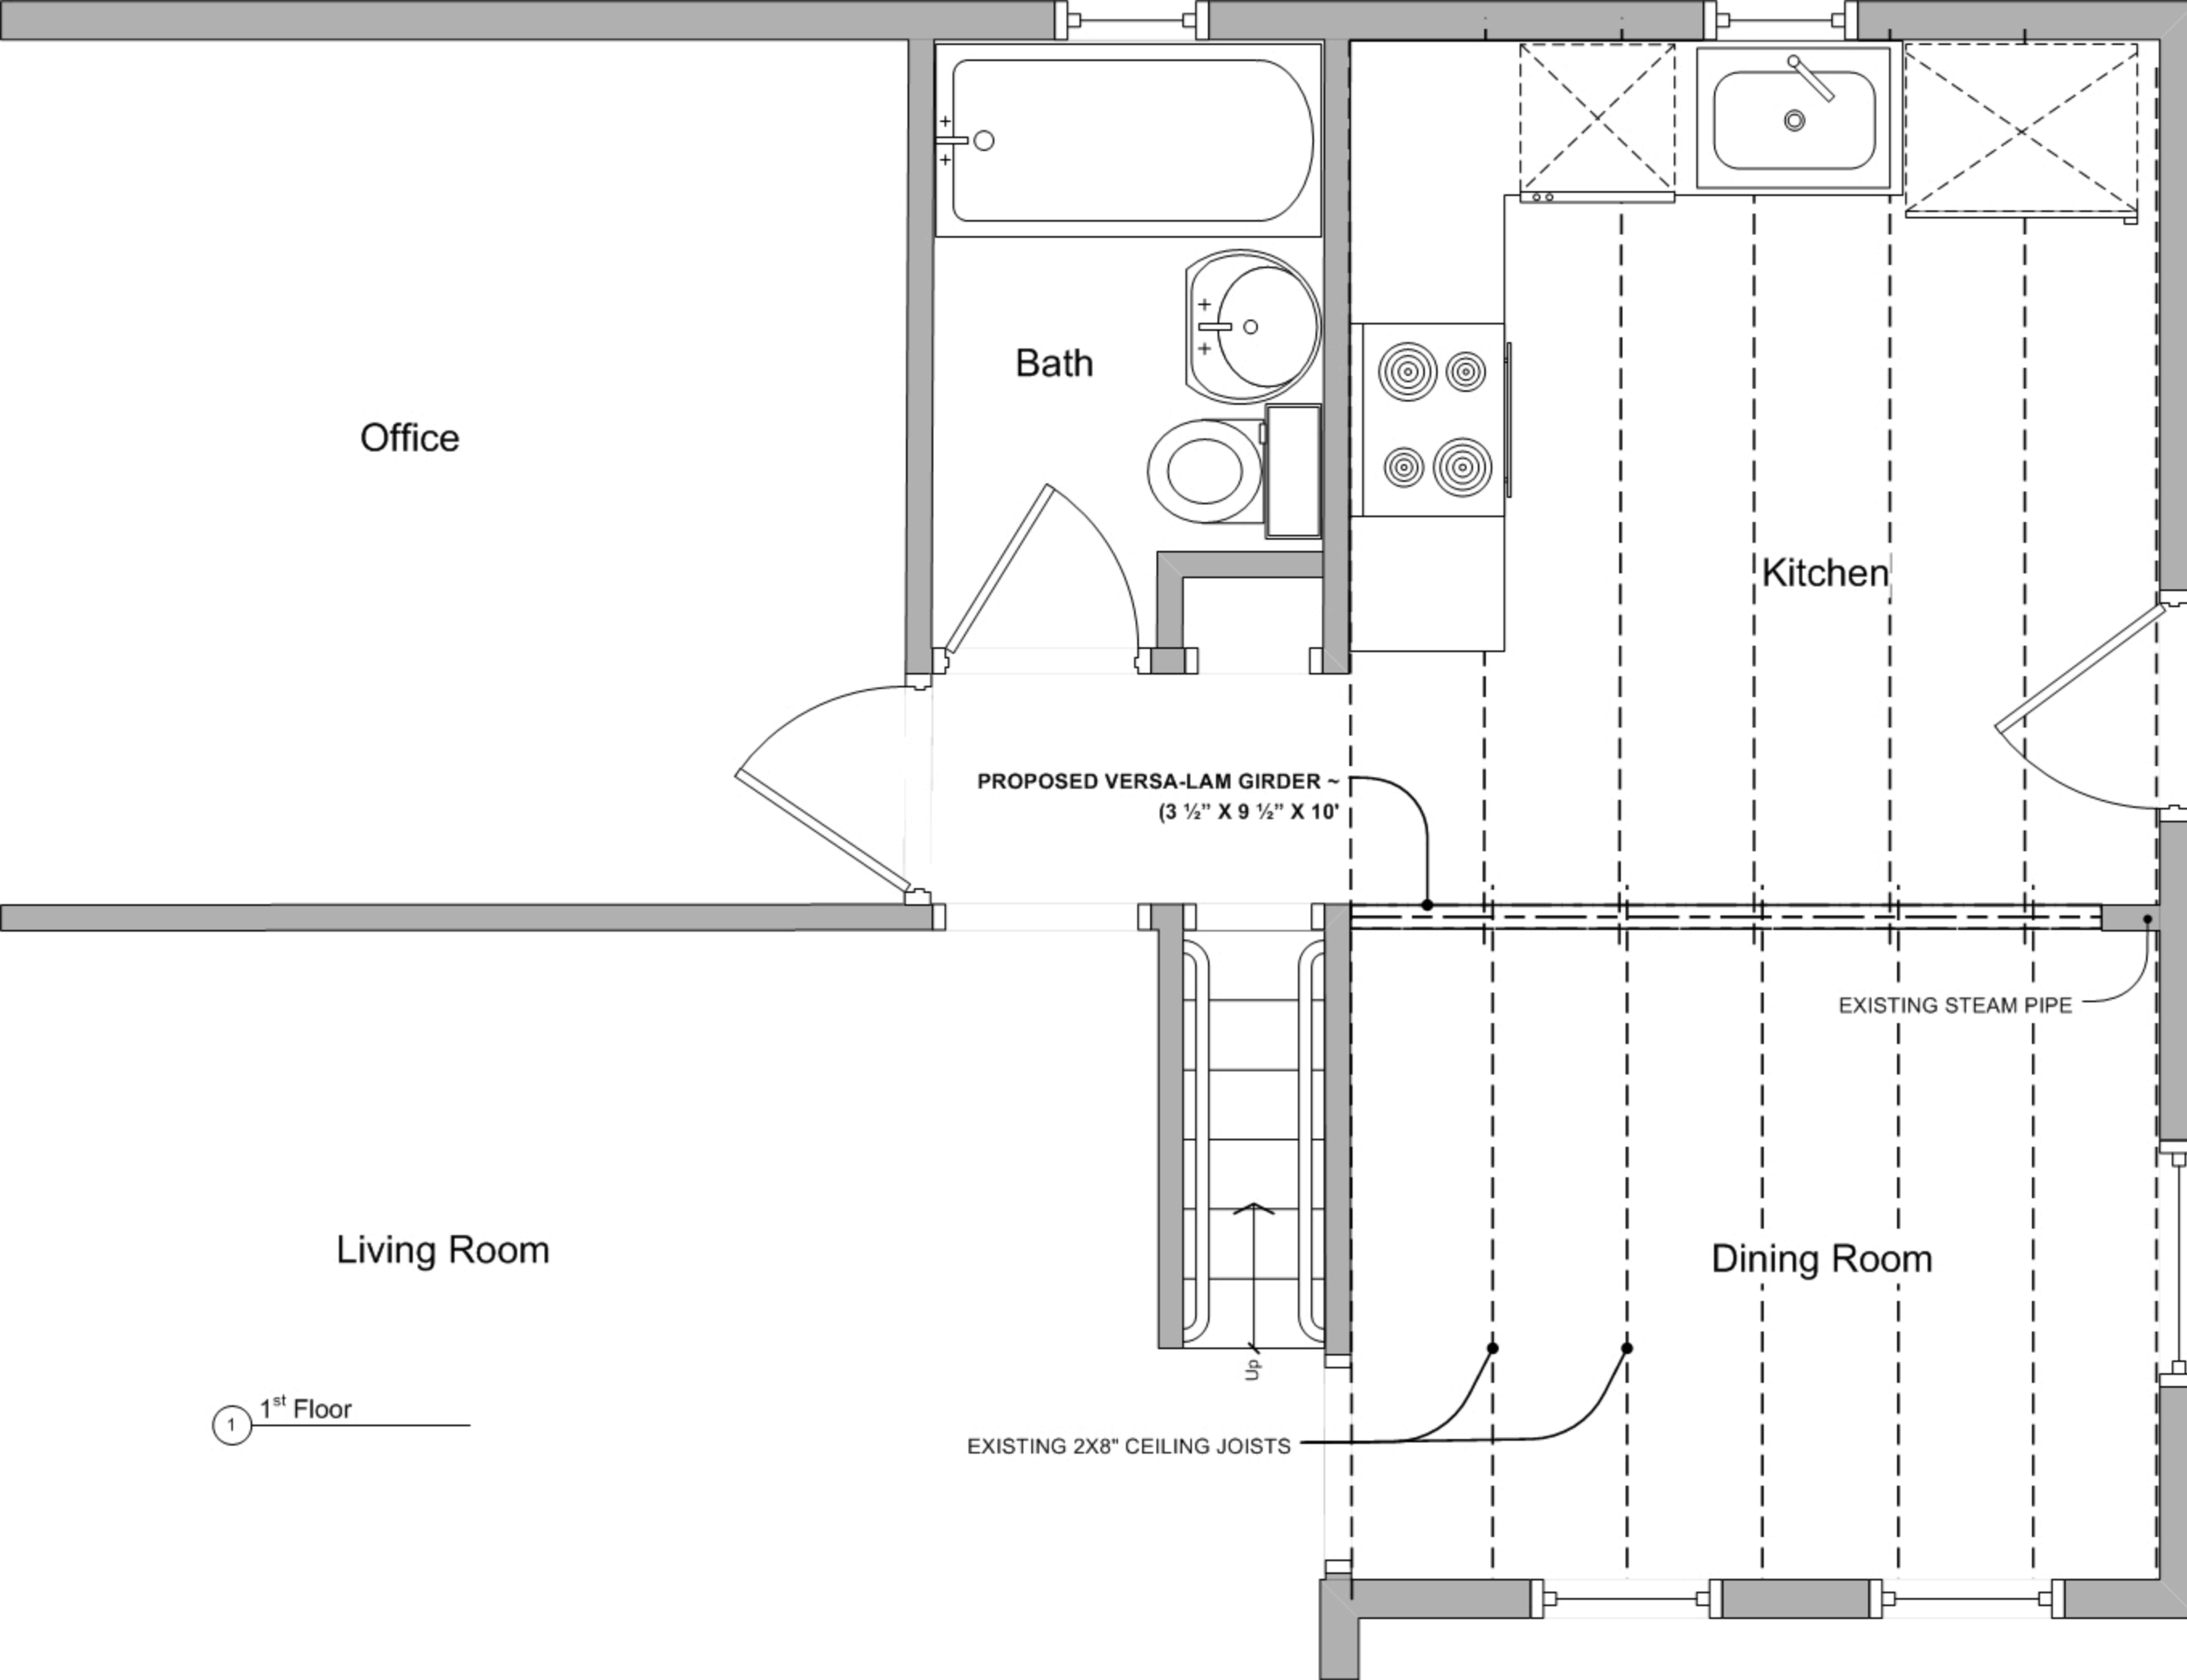 Bath
Office
Kitchen
PROPOSED VERSA-LAM GIRDER ~
(3 ½” X 9 ½” X 10'
EXISTING STEAM PIPE
Living Room
Dining Room
Up
1 1st Floor
EXISTING 2X8" CEILING JOISTS